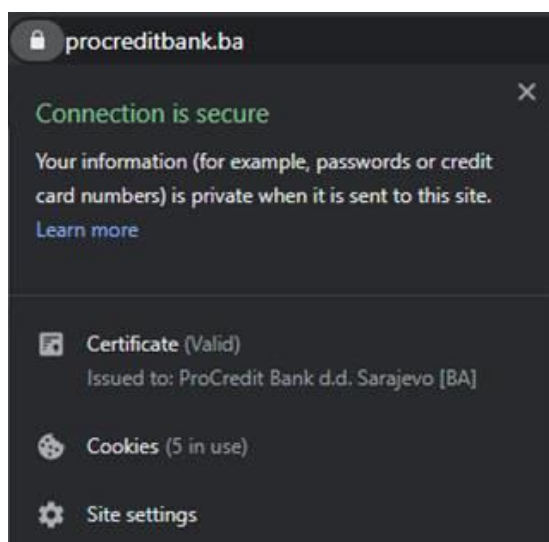 procreditbank.ba
Connection is secure
Your information (for example, passwords or credit
card numbers) is private when it is sent to this site.
Learn more
Certificate (Valid)
Issued to: ProCredit Bank d.d. Sarajevo [BA]
Cookies (5 in use)
Site settings